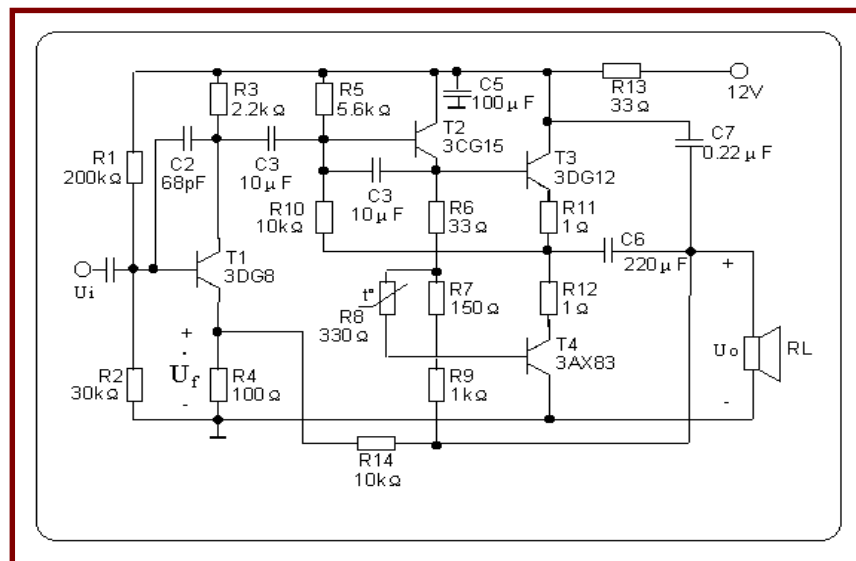 R3
2.2kΩ
R5
5.6kΩ
C5
100μF
R13
33Ω
12V
R1
200kΩ
C2
68pF
C3
10μF
T2
3CG15
C7
0.22μF
C3
10μF
T3
3DG12
R10
10kΩ
R6
33Ω
R11
1Ω
C6
220μF
T1
3DG8
Ui
t°
R8
330Ω
R7
150Ω
R12
1Ω
+
+
U̇f
-
R2
30kΩ
R4
100Ω
R9
1kΩ
T4
3AX83
Uo
RL
-
R14
10kΩ